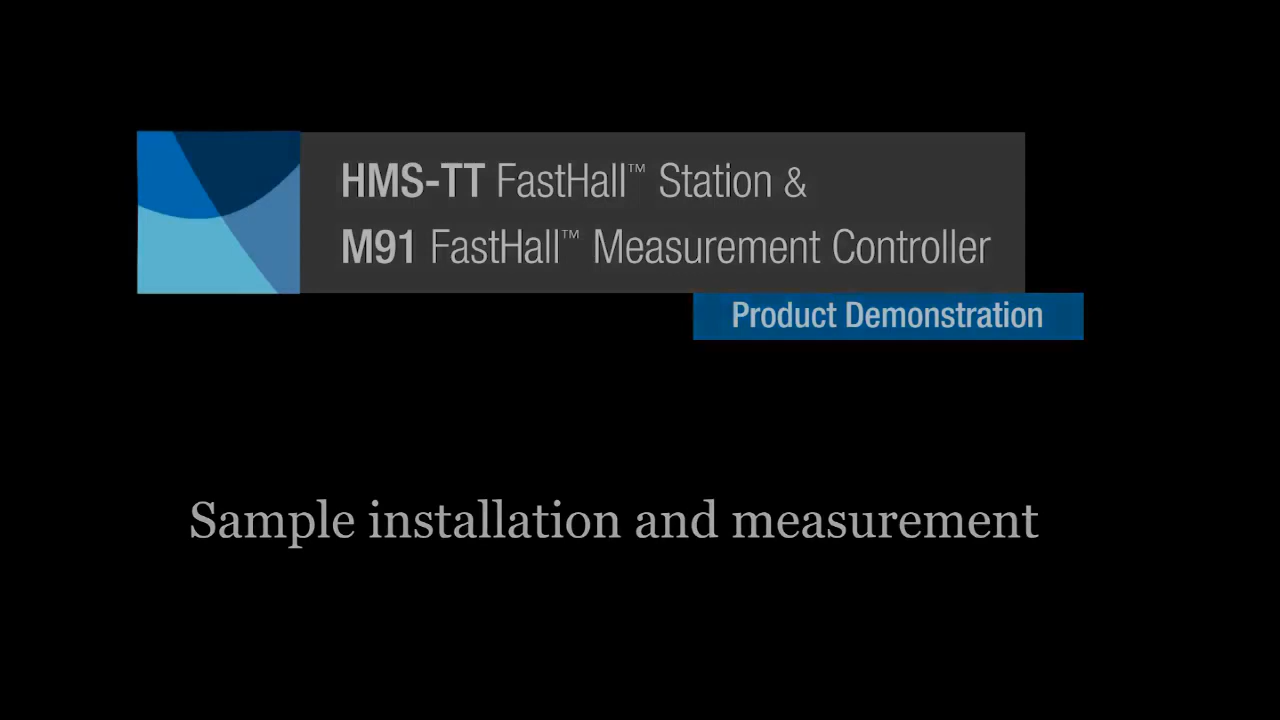 HMS-TT FastHall™ Station &
M91 FastHall™ Measurement Controller
Product Demonstration
Sample installation and measurement